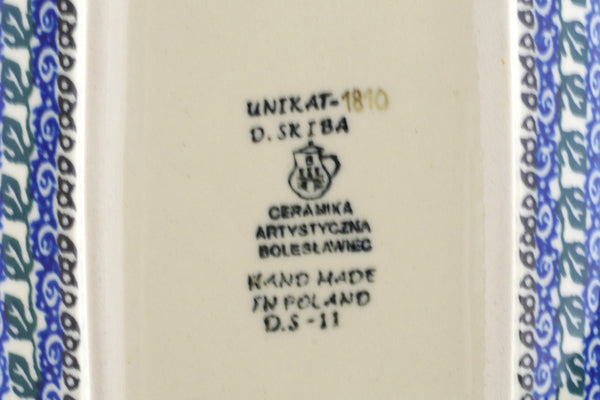 UNIKAT-1810
D. SKIBA
CERAMIKA
ARTYSTYCZNA
BOLESŁAWIEC
HAND MADE
IN POLAND
D.S-11